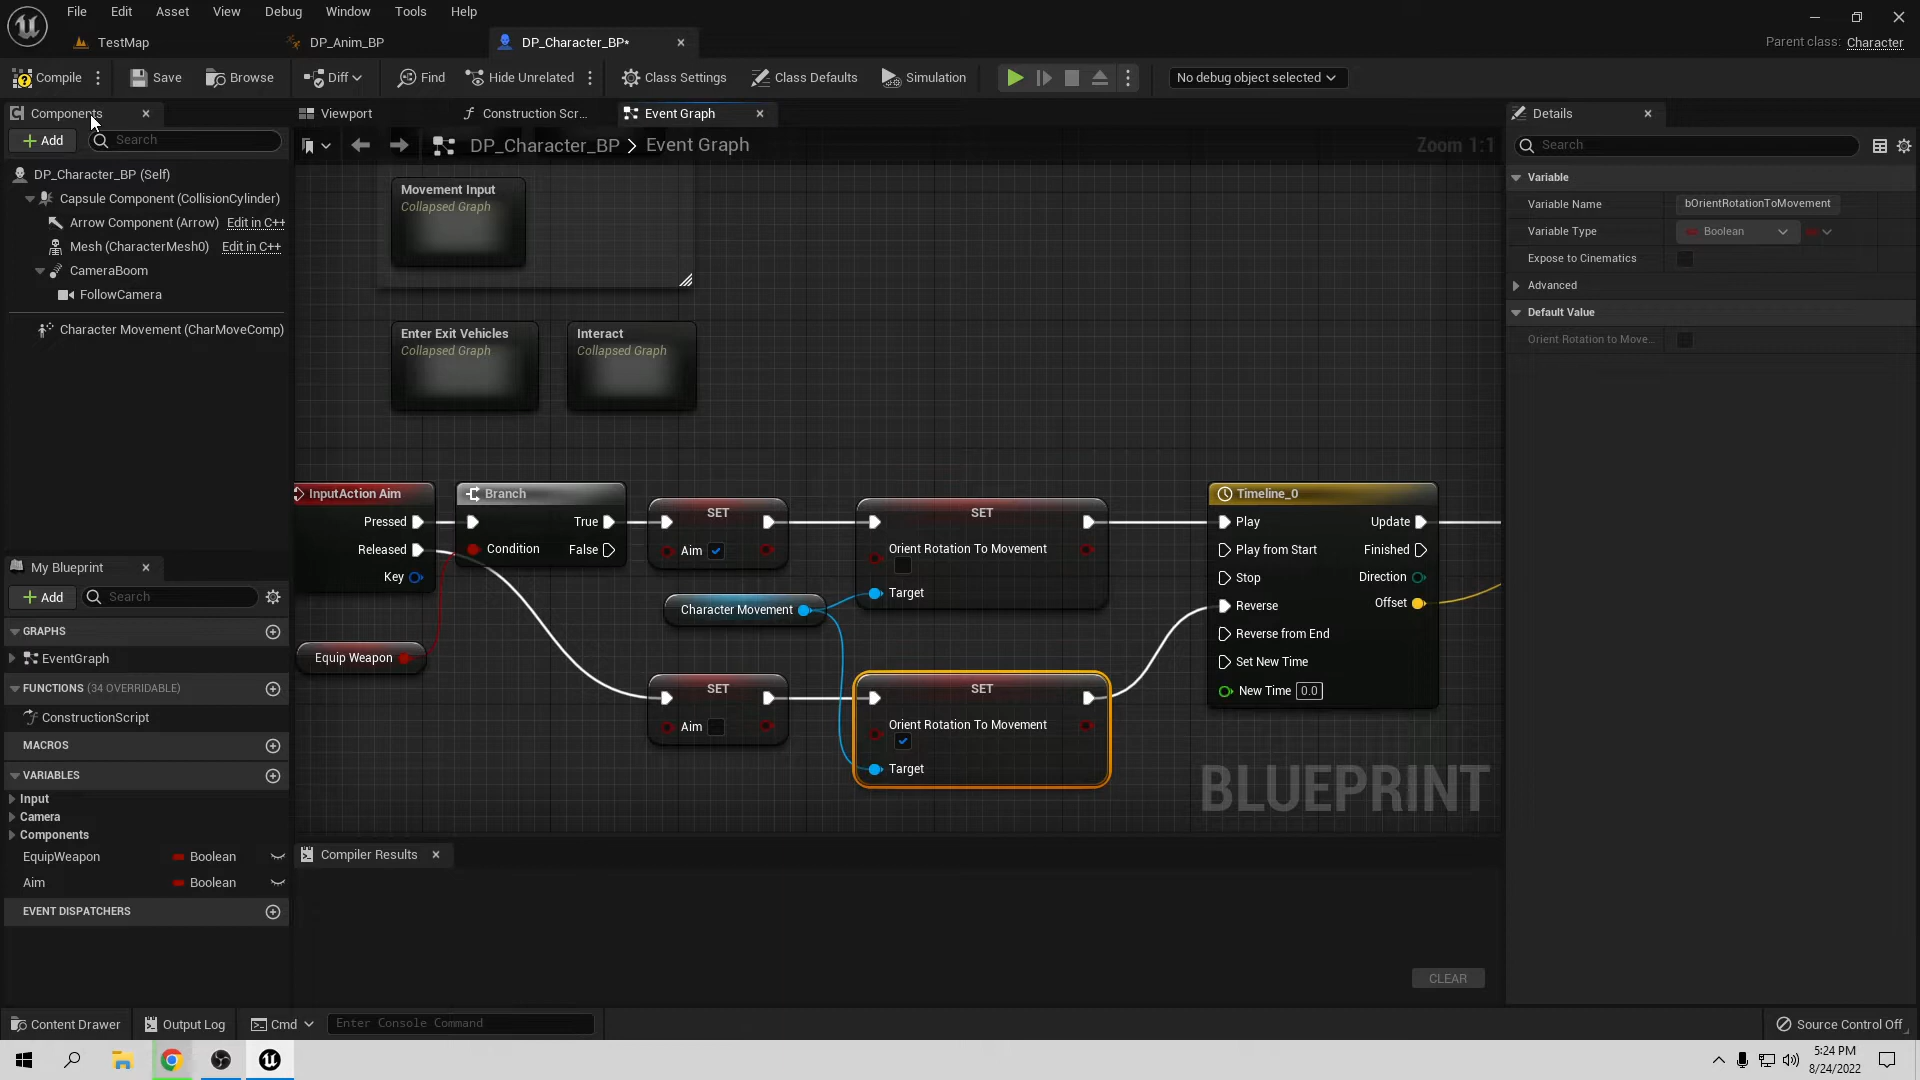 File Edit Asset View Debug Window Tools Help
TestMap DP_Anim_BP DP_Character_BP*
Parent class: Character
Compile Save Browse Diff Find Hide Unrelated Class Settings Class Defaults Simulation No debug object selected
Components
Add Search
DP_Character_BP (Self)
Capsule Component (CollisionCylinder)
Arrow Component (Arrow) Edit in C++
Mesh (CharacterMesh0) Edit in C++
CameraBoom
FollowCamera
Character Movement (CharMoveComp)
My Blueprint
Add Search
GRAPHS
EventGraph
FUNCTIONS (34 OVERRIDABLE)
ConstructionScript
MACROS
VARIABLES
Input
Camera
Components
EquipWeapon Boolean
Aim Boolean
EVENT DISPATCHERS
Viewport Construction Scr... Event Graph
DP_Character_BP > Event Graph Zoom 1:1
Movement Input
Collapsed Graph
Enter Exit Vehicles
Collapsed Graph
Interact
Collapsed Graph
InputAction Aim
Pressed
Released
Key
Equip Weapon
Branch
True
Condition False
SET
Aim
SET
Orient Rotation To Movement
Target
Character Movement
SET
Aim
SET
Orient Rotation To Movement
Target
Timeline_0
Play Update
Play from Start Finished
Stop Direction
Reverse Offset
Reverse from End
Set New Time
New Time 0.0
BLUEPRINT
Compiler Results
CLEAR
Details
Search
Variable
Variable Name bOrientRotationToMovement
Variable Type Boolean
Expose to Cinematics
Advanced
Default Value
Orient Rotation to Move...
Content Drawer Output Log Cmd Enter Console Command Source Control Off
5:24 PM
8/24/2022